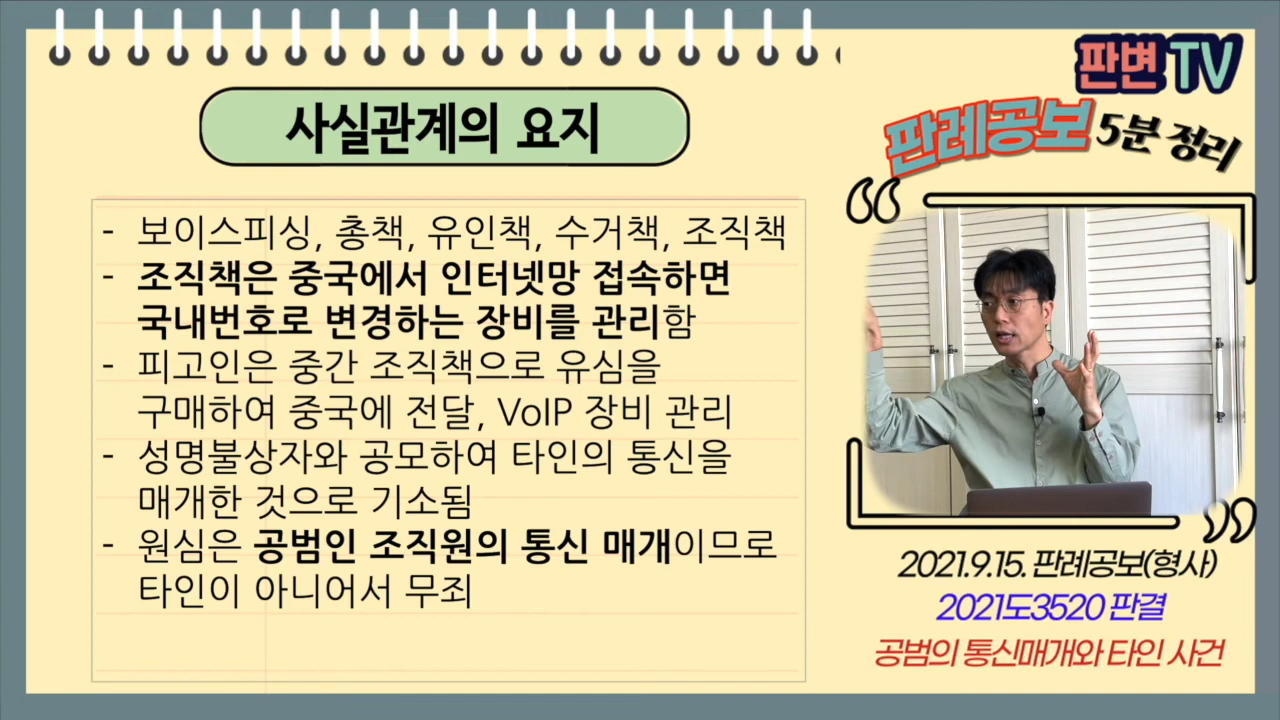 판변 TV
판례공보 5분 정리
사실관계의 요지
- 보이스피싱, 총책, 유인책, 수거책, 조직책
- 조직책은 중국에서 인터넷망 접속하면
국내번호로 변경하는 장비를 관리함
- 피고인은 중간 조직책으로 유심을
구매하여 중국에 전달, VoIP 장비 관리
- 성명불상자와 공모하여 타인의 통신을
매개한 것으로 기소됨
- 원심은 공범인 조직원의 통신 매개이므로
타인이 아니어서 무죄
2021.9.15. 판례공보(형사)
2021도3520 판결
공범의 통신매개와 타인 사건